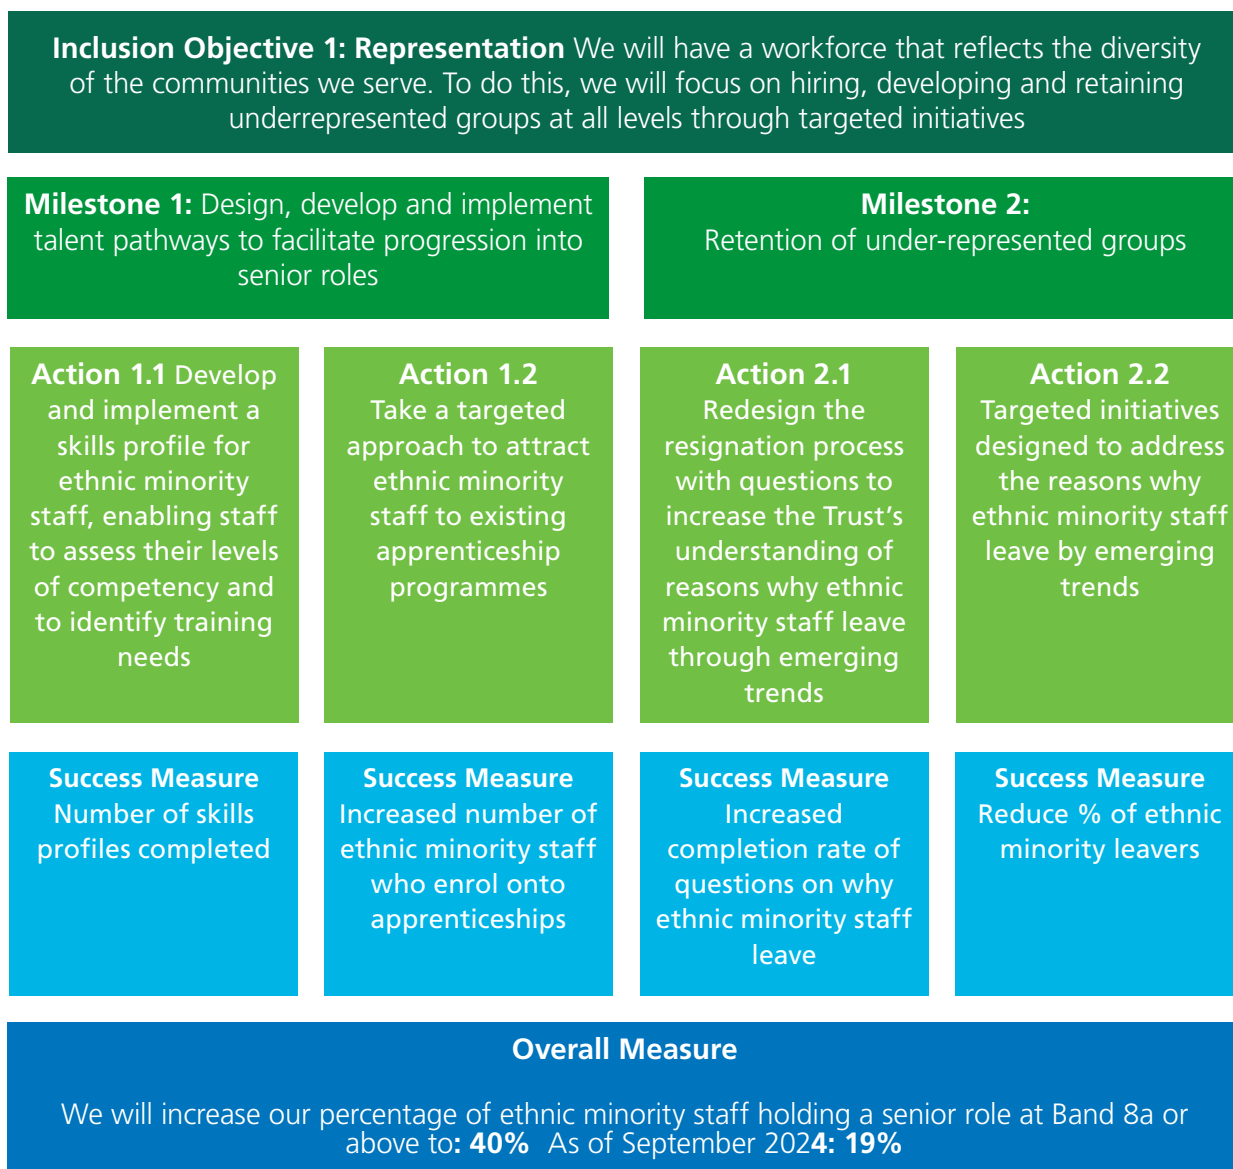 Inclusion Objective 1: Representation We will have a workforce that reflects the diversity
of the communities we serve. To do this, we will focus on hiring, developing and retaining
underrepresented groups at all levels through targeted initiatives
Milestone 1: Design, develop and implement
talent pathways to facilitate progression into
senior roles
Milestone 2:
Retention of under-represented groups
Action 1.1 Develop
and implement a
skills profile for
ethnic minority
staff, enabling staff
to assess their levels
of competency and
to identify training
needs
Action 1.2
Take a targeted
approach to attract
ethnic minority
staff to existing
apprenticeship
programmes
Action 2.1
Redesign the
resignation process
with questions to
increase the Trust’s
understanding of
reasons why ethnic
minority staff leave
through emerging
trends
Action 2.2
Targeted initiatives
designed to address
the reasons why
ethnic minority staff
leave by emerging
trends
Success Measure
Number of skills
profiles completed
Success Measure
Increased number of
ethnic minority staff
who enrol onto
apprenticeships
Success Measure
Increased
completion rate of
questions on why
ethnic minority staff
leave
Success Measure
Reduce % of ethnic
minority leavers
Overall Measure
We will increase our percentage of ethnic minority staff holding a senior role at Band 8a or
above to: 40% As of September 2024: 19%